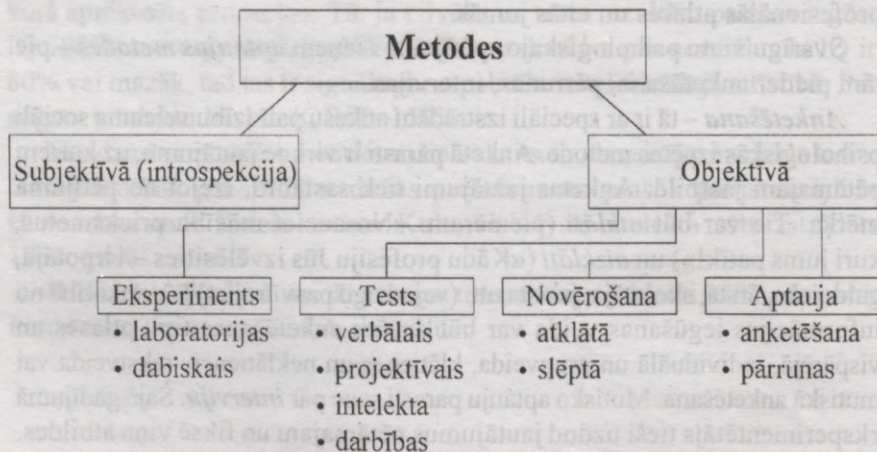 Metodes
Subjektīvā (introspekcija)
Objektīvā
Eksperiments
• laboratorijas
• dabiskais
Tests
• verbālais
• projektīvais
• intelekta
• darbības
Novērošana
• atklātā
• slēptā
Aptauja
• anketēšana
• pārrunas